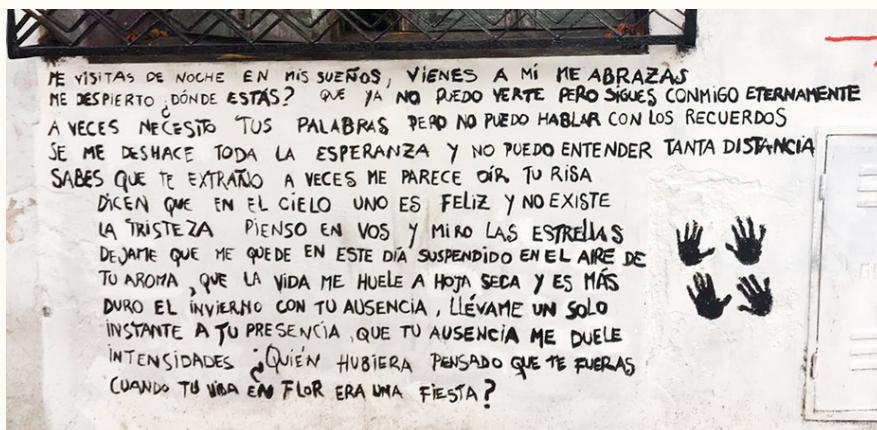 ME VISITAS DE NOCHE EN MIS SUEÑOS, VIENES A MÍ ME ABRAZAS
ME DESPIERTO ¿DÓNDE ESTÁS? QUE YA NO PUEDO VERTE PERO SIGUES CONMIGO ETERNAMENTE
A VECES NECESITO TUS PALABRAS PERO NO PUEDO HABLAR CON LOS RECUERDOS
SE ME DESHACE TODA LA ESPERANZA Y NO PUEDO ENTENDER TANTA DISTANCIA
SABES QUE TE EXTRAÑO A VECES ME PARECE OÍR TU RISA
DICEN QUE EN EL CIELO UNO ES FELIZ Y NO EXISTE
LA TRISTEZA PIENSO EN VOS Y MIRO LAS ESTRELLAS
DEJAME QUE ME QUEDE EN ESTE DÍA SUSPENDIDO EN EL AIRE DE
TU AROMA, QUE LA VIDA ME HUELE A HOJA SECA Y ES MÁS
DURO EL INVIERNO CON TU AUSENCIA, LLÉVAME UN SOLO
INSTANTE A TU PRESENCIA, QUE TU AUSENCIA ME DUELE
INTENSIDADES ¿QUIÉN HUBIERA PENSADO QUE TE FUERAS
CUANDO TU VIDA EN FLOR ERA UNA FIESTA?